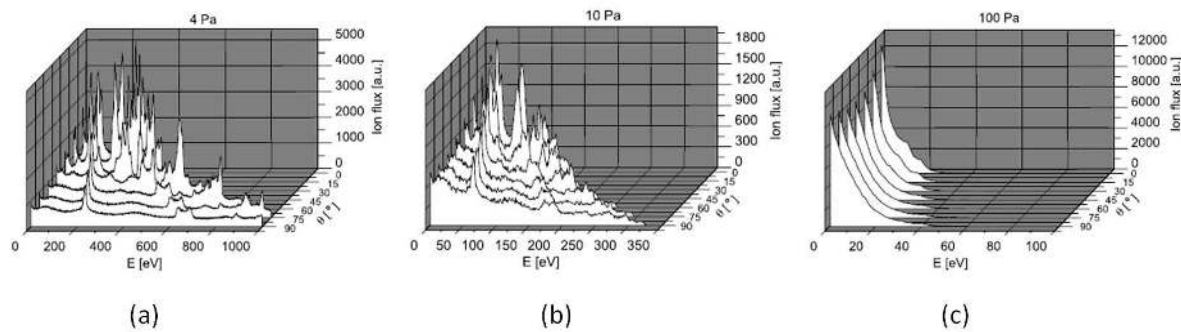 4 Pa
5000
4000
3000
2000
1000
0
Ion flux [a.u.]
0
15
30
45
60
75
90
θ [°]
0 200 400 600 800 1000
E [eV]
(a)
10 Pa
1800
1500
1200
900
600
300
0
Ion flux [a.u.]
0
15
30
45
60
75
90
θ [°]
0 50 100 150 200 250 300 350
E [eV]
(b)
100 Pa
12000
10000
8000
6000
4000
2000
0
Ion flux [a.u.]
0
15
30
45
60
75
90
θ [°]
0 20 40 60 80 100
E [eV]
(c)